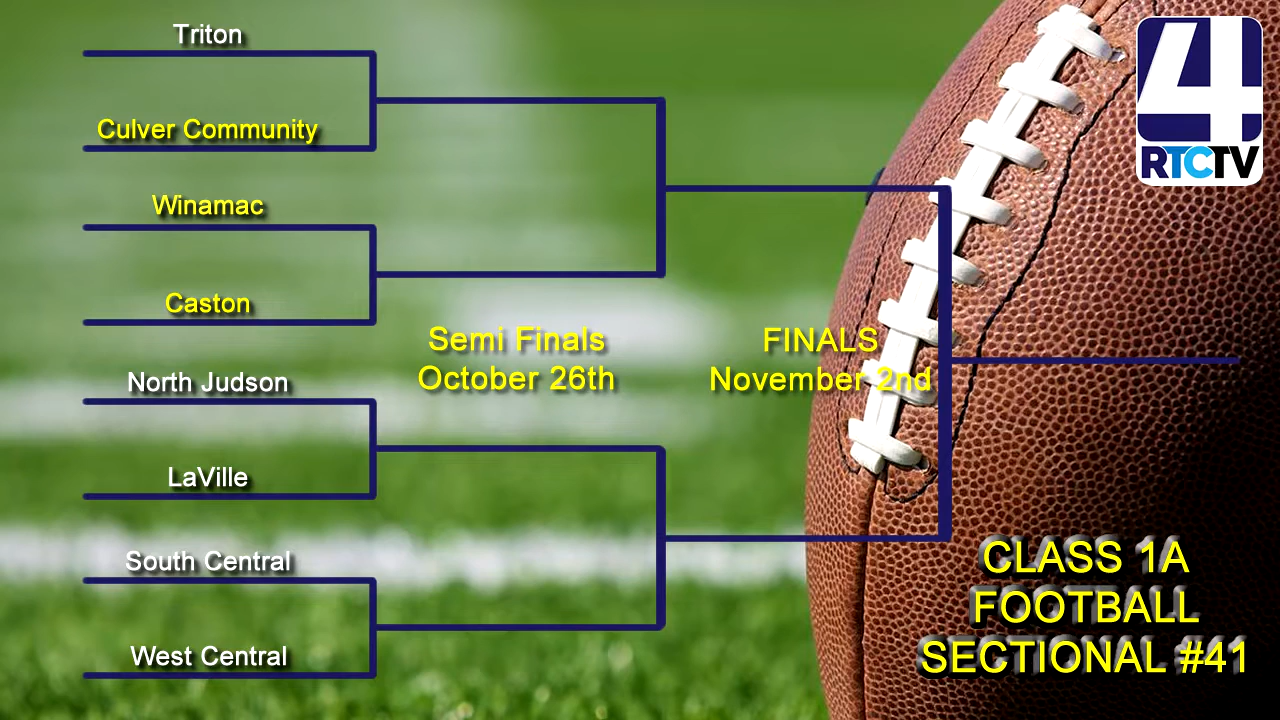 Triton
Culver Community
Winamac
Caston
North Judson
LaVille
South Central
West Central
Semi Finals
October 26th
FINALS
November 2nd
4
RTCTV
CLASS 1A
FOOTBALL
SECTIONAL #41